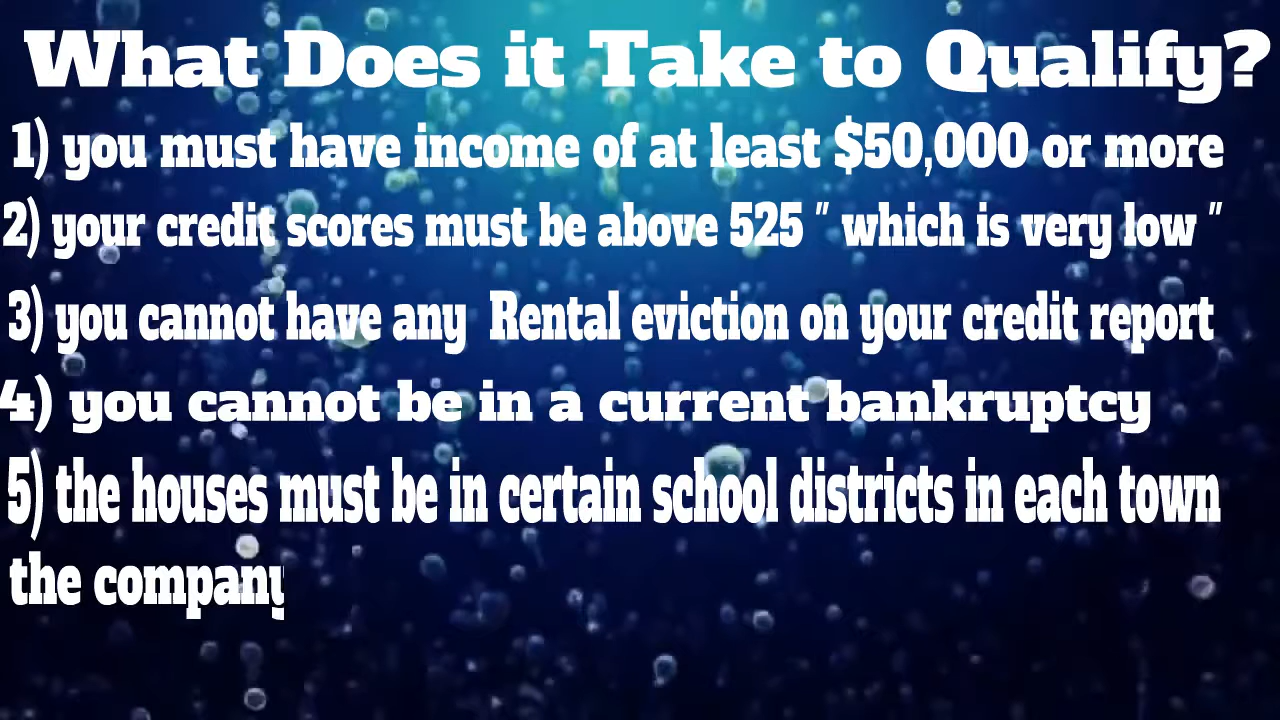 What Does it Take to Qualify?
1) you must have income of at least $50,000 or more
2) your credit scores must be above 525 " which is very low "
3) you cannot have any Rental eviction on your credit report
4) you cannot be in a current bankruptcy
5) the houses must be in certain school districts in each town
the company